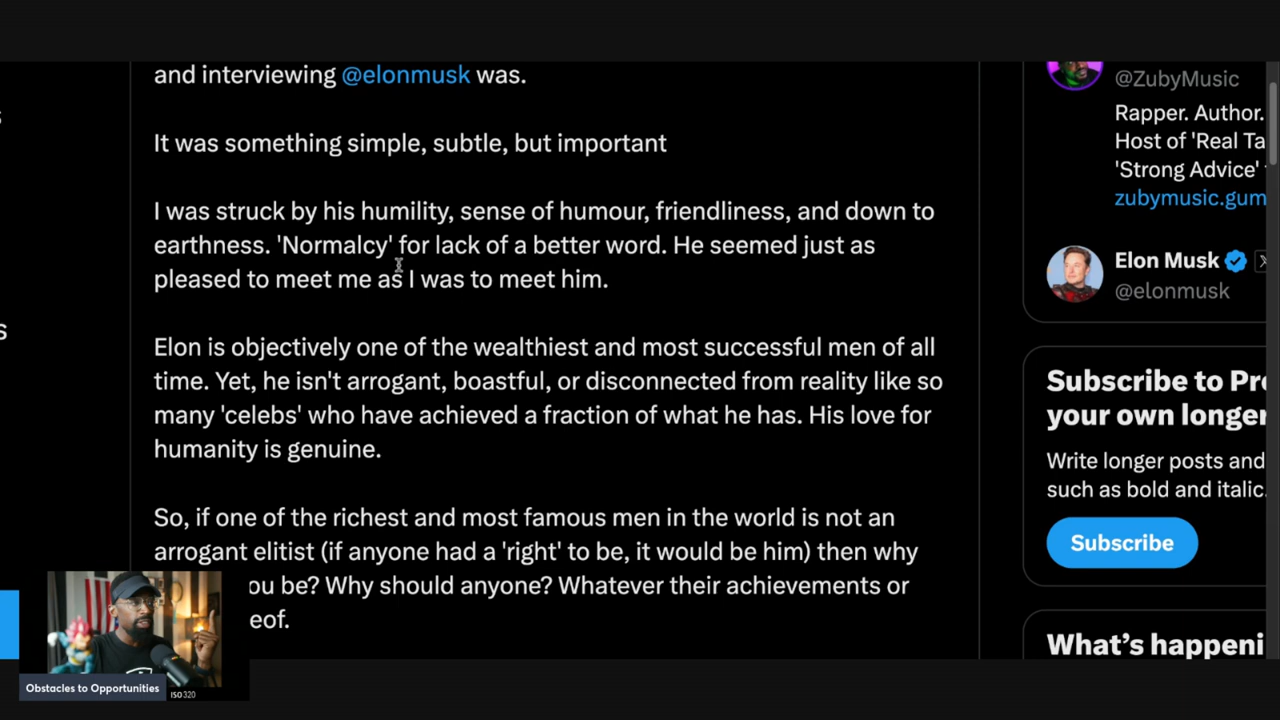 and interviewing @elonmusk was.
It was something simple, subtle, but important
I was struck by his humility, sense of humour, friendliness, and down to
earthness. 'Normalcy' for lack of a better word. He seemed just as
pleased to meet me as I was to meet him.
Elon is objectively one of the wealthiest and most successful men of all
time. Yet, he isn't arrogant, boastful, or disconnected from reality like so
many 'celebs' who have achieved a fraction of what he has. His love for
humanity is genuine.
So, if one of the richest and most famous men in the world is not an
arrogant elitist (if anyone had a 'right' to be, it would be him) then why
ou be? Why should anyone? Whatever their achievements or
eof.
@ZubyMusic
Rapper. Author.
Host of 'Real Ta
'Strong Advice'
zubymusic.gum
Elon Musk
@elonmusk
Subscribe to Pre
your own longer
Write longer posts and
such as bold and italic.
Subscribe
What's happeni
Obstacles to Opportunities
ISO320